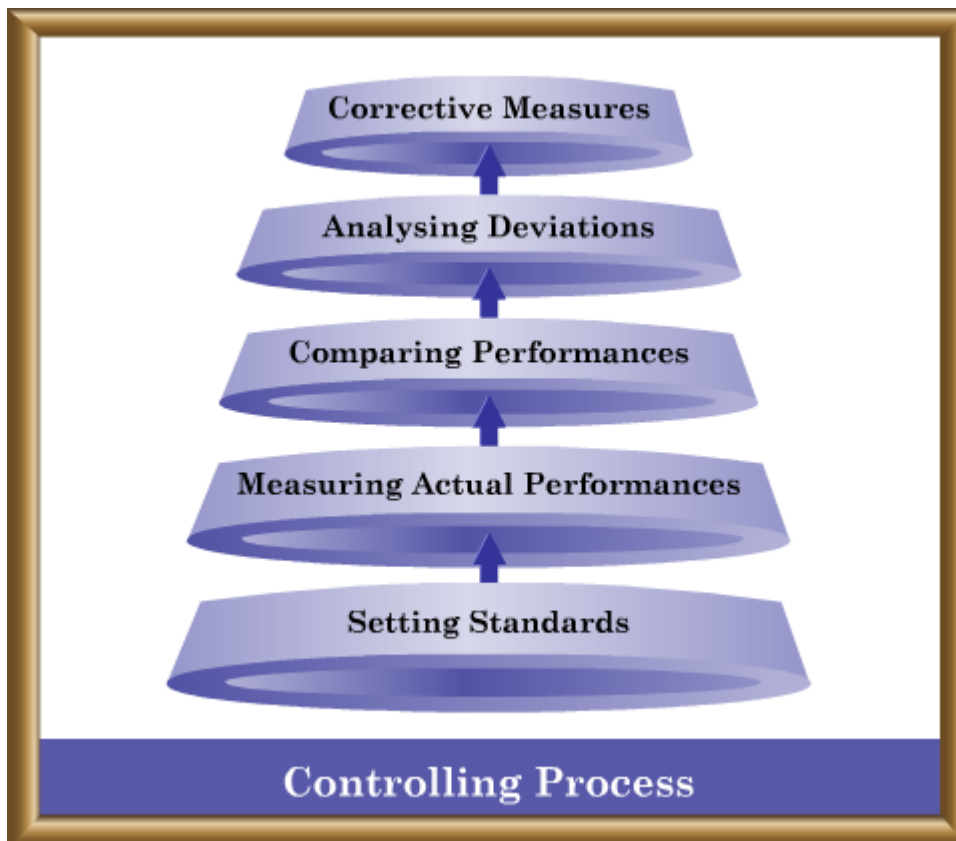 Corrective Measures
Analysing Deviations
Comparing Performances
Measuring Actual Performances
Setting Standards
Controlling Process